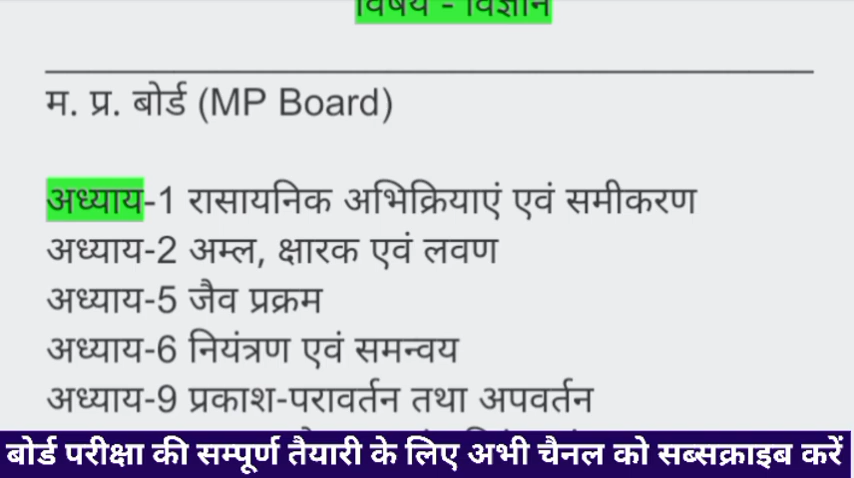 विषय - विज्ञान
म. प्र. बोर्ड (MP Board)
अध्याय-1 रासायनिक अभिक्रियाएं एवं समीकरण
अध्याय-2 अम्ल, क्षारक एवं लवण
अध्याय-5 जैव प्रक्रम
अध्याय-6 नियंत्रण एवं समन्वय
अध्याय-9 प्रकाश-परावर्तन तथा अपवर्तन
बोर्ड परीक्षा की सम्पूर्ण तैयारी के लिए अभी चैनल को सब्सक्राइब करें